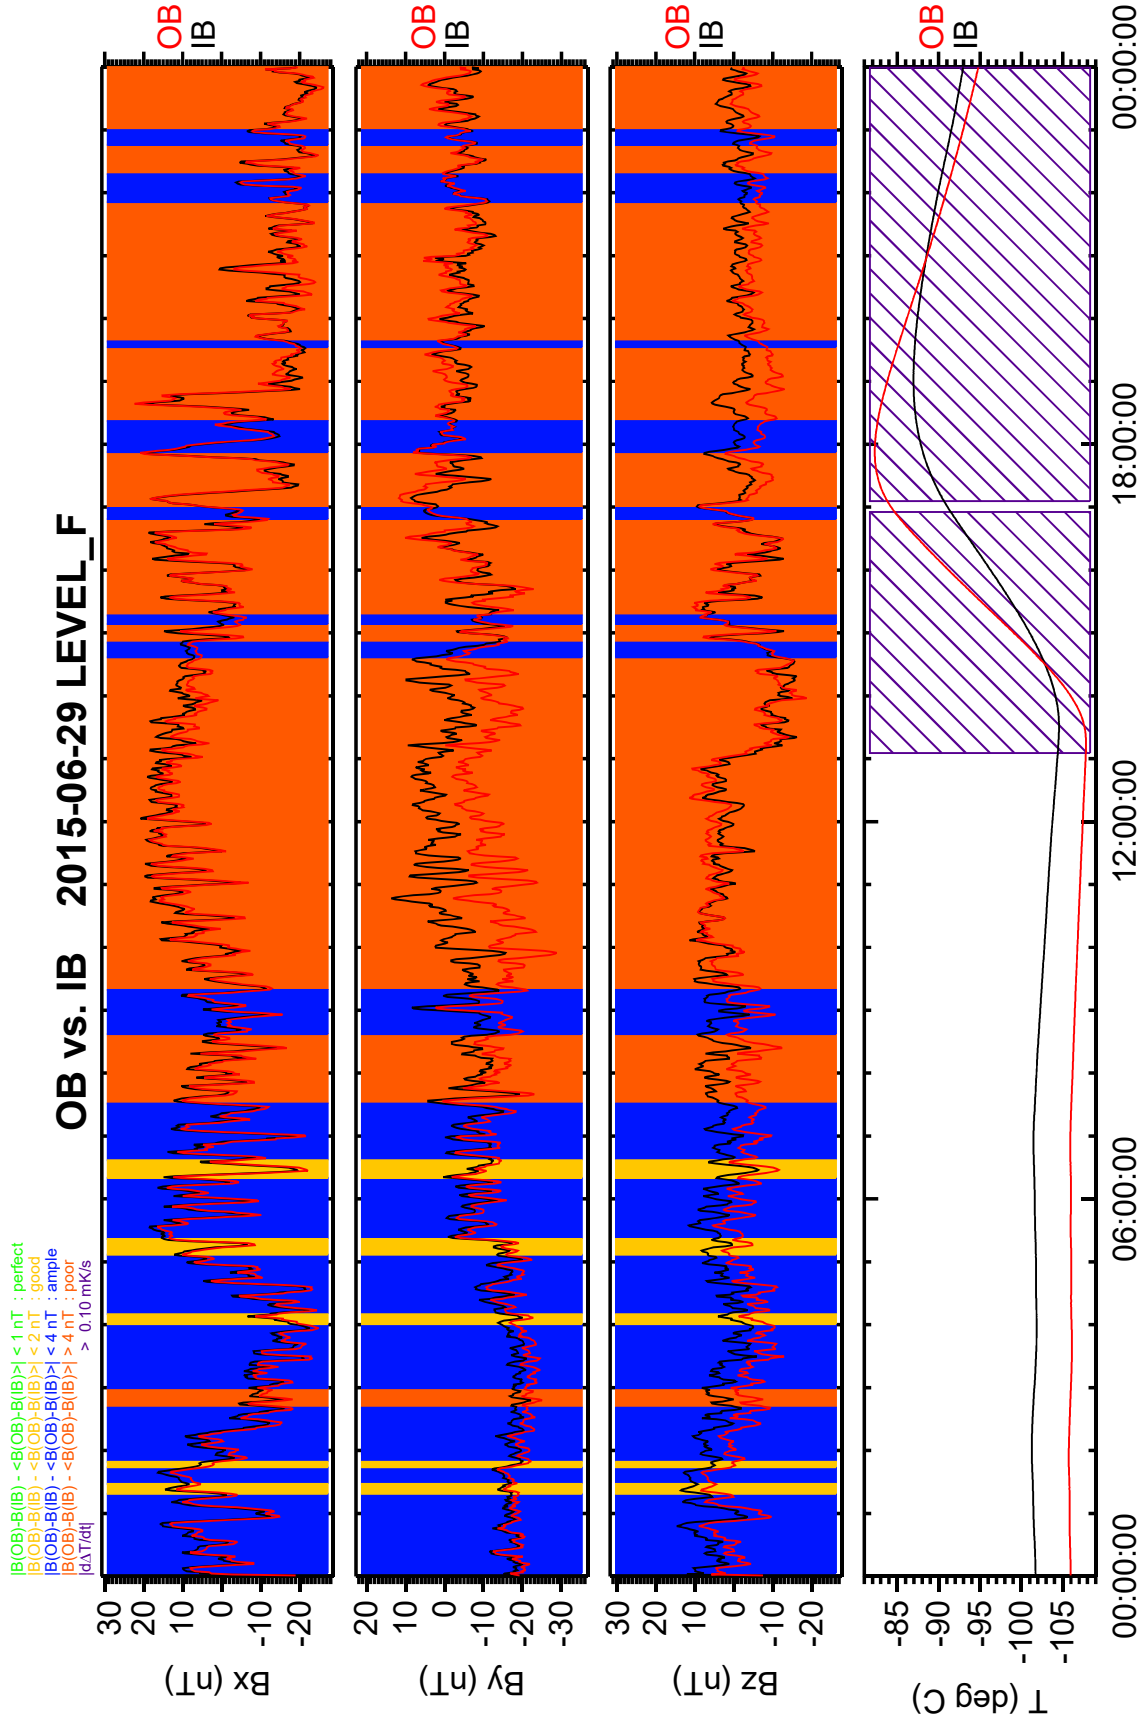 |B(OB)-B(IB) - <B(OB)-B(IB)>| < 1 nT : perfect
|B(OB)-B(IB) - <B(OB)-B(IB)>| < 2 nT : good
|B(OB)-B(IB) - <B(OB)-B(IB)>| < 4 nT : ample
|B(OB)-B(IB) - <B(OB)-B(IB)>| > 4 nT : poor
|dΔT/dt| > 0.10 mK/s
OB vs. IB 2015-06-29 LEVEL_F
Bx (nT)
30
20
10
0
-10
-20
OB
IB
By (nT)
20
10
0
-10
-20
-30
OB
IB
Bz (nT)
30
20
10
0
-10
-20
OB
IB
T (deg C)
-85
-90
-95
-100
-105
OB
IB
00:00:00
06:00:00
12:00:00
18:00:00
00:00:00